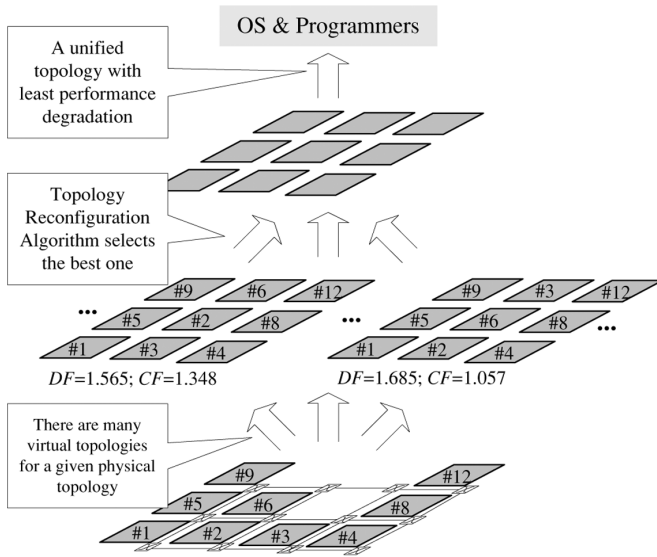 OS & Programmers
A unified
topology with
least performance
degradation
Topology
Reconfiguration
Algorithm selects
the best one
#9 #6 #12
#5 #2 #8
#1 #3 #4
DF=1.565; CF=1.348
...
...
#9 #3 #12
#5 #6 #8
#1 #2 #4
DF=1.685; CF=1.057
...
There are many
virtual topologies
for a given physical
topology
#9 #12
#5 #6 #8
#1 #2 #3 #4